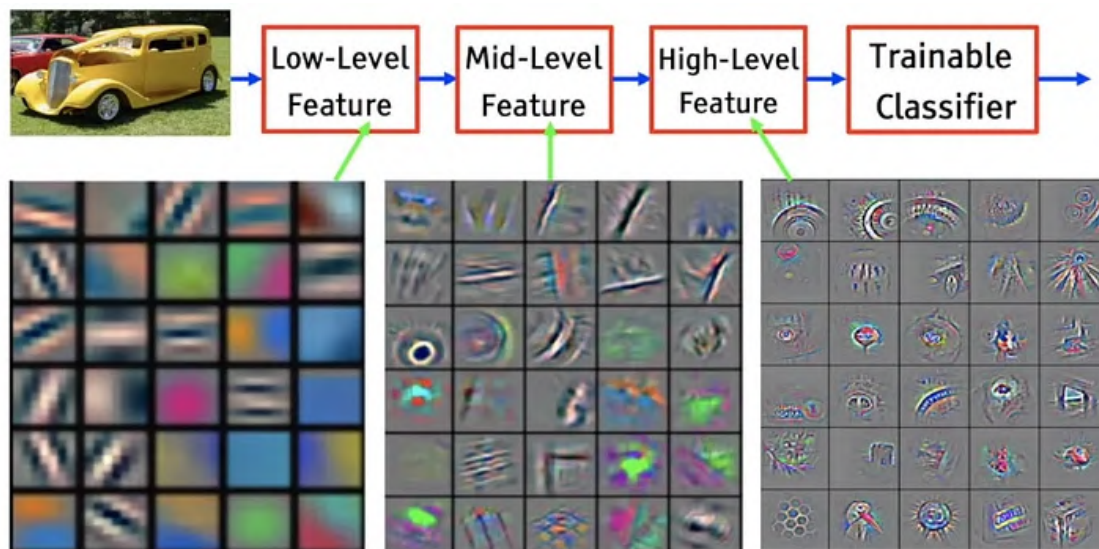 Low-Level
Feature
Mid-Level
Feature
High-Level
Feature
Trainable
Classifier